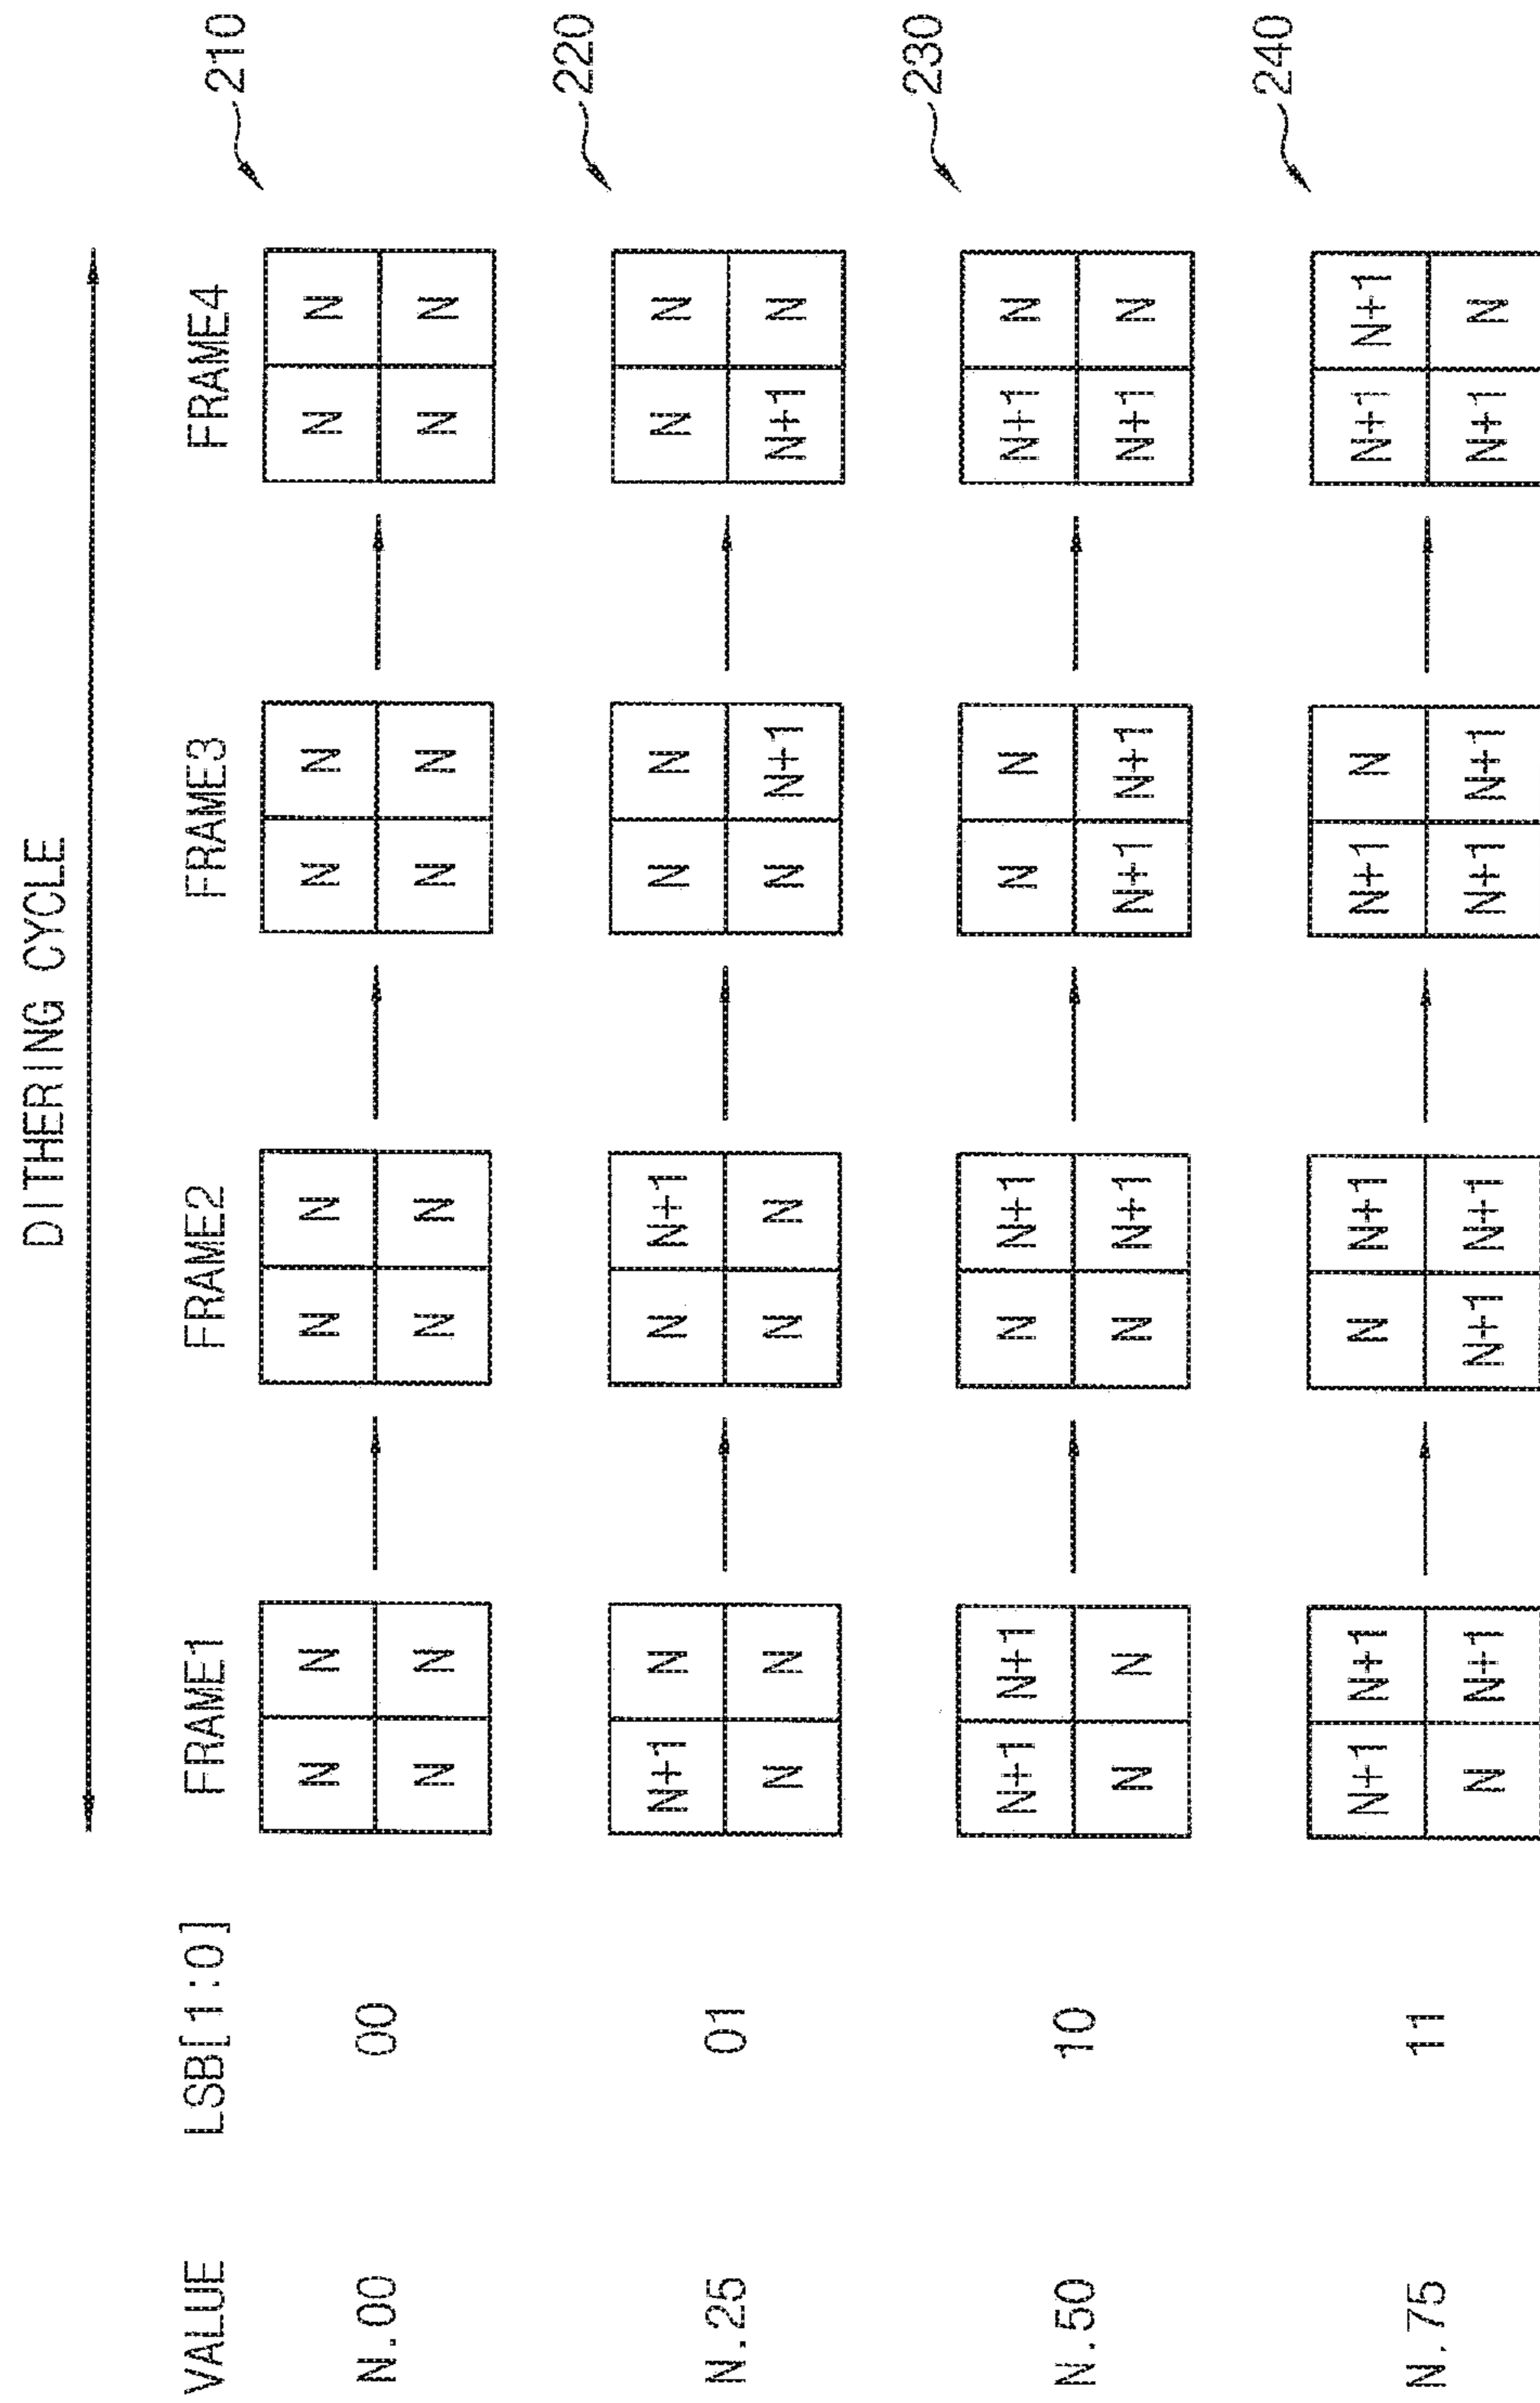 DITHERING CYCLE
VALUE LSB[1:0] FRAME1 FRAME2 FRAME3 FRAME4 210
N N N N N N N N
N.00 00
N N N N N N N N
220
N+1 N N N+1 N N N N
N.25 01
N N N N N N+1 N+1 N
230
N+1 N+1 N N+1 N N N+1 N
N.50 10
N N N N+1 N+1 N+1 N+1 N
240
N+1 N+1 N N+1 N+1 N N+1 N+1
N.75 11
N N+1 N+1 N+1 N+1 N+1 N+1 N